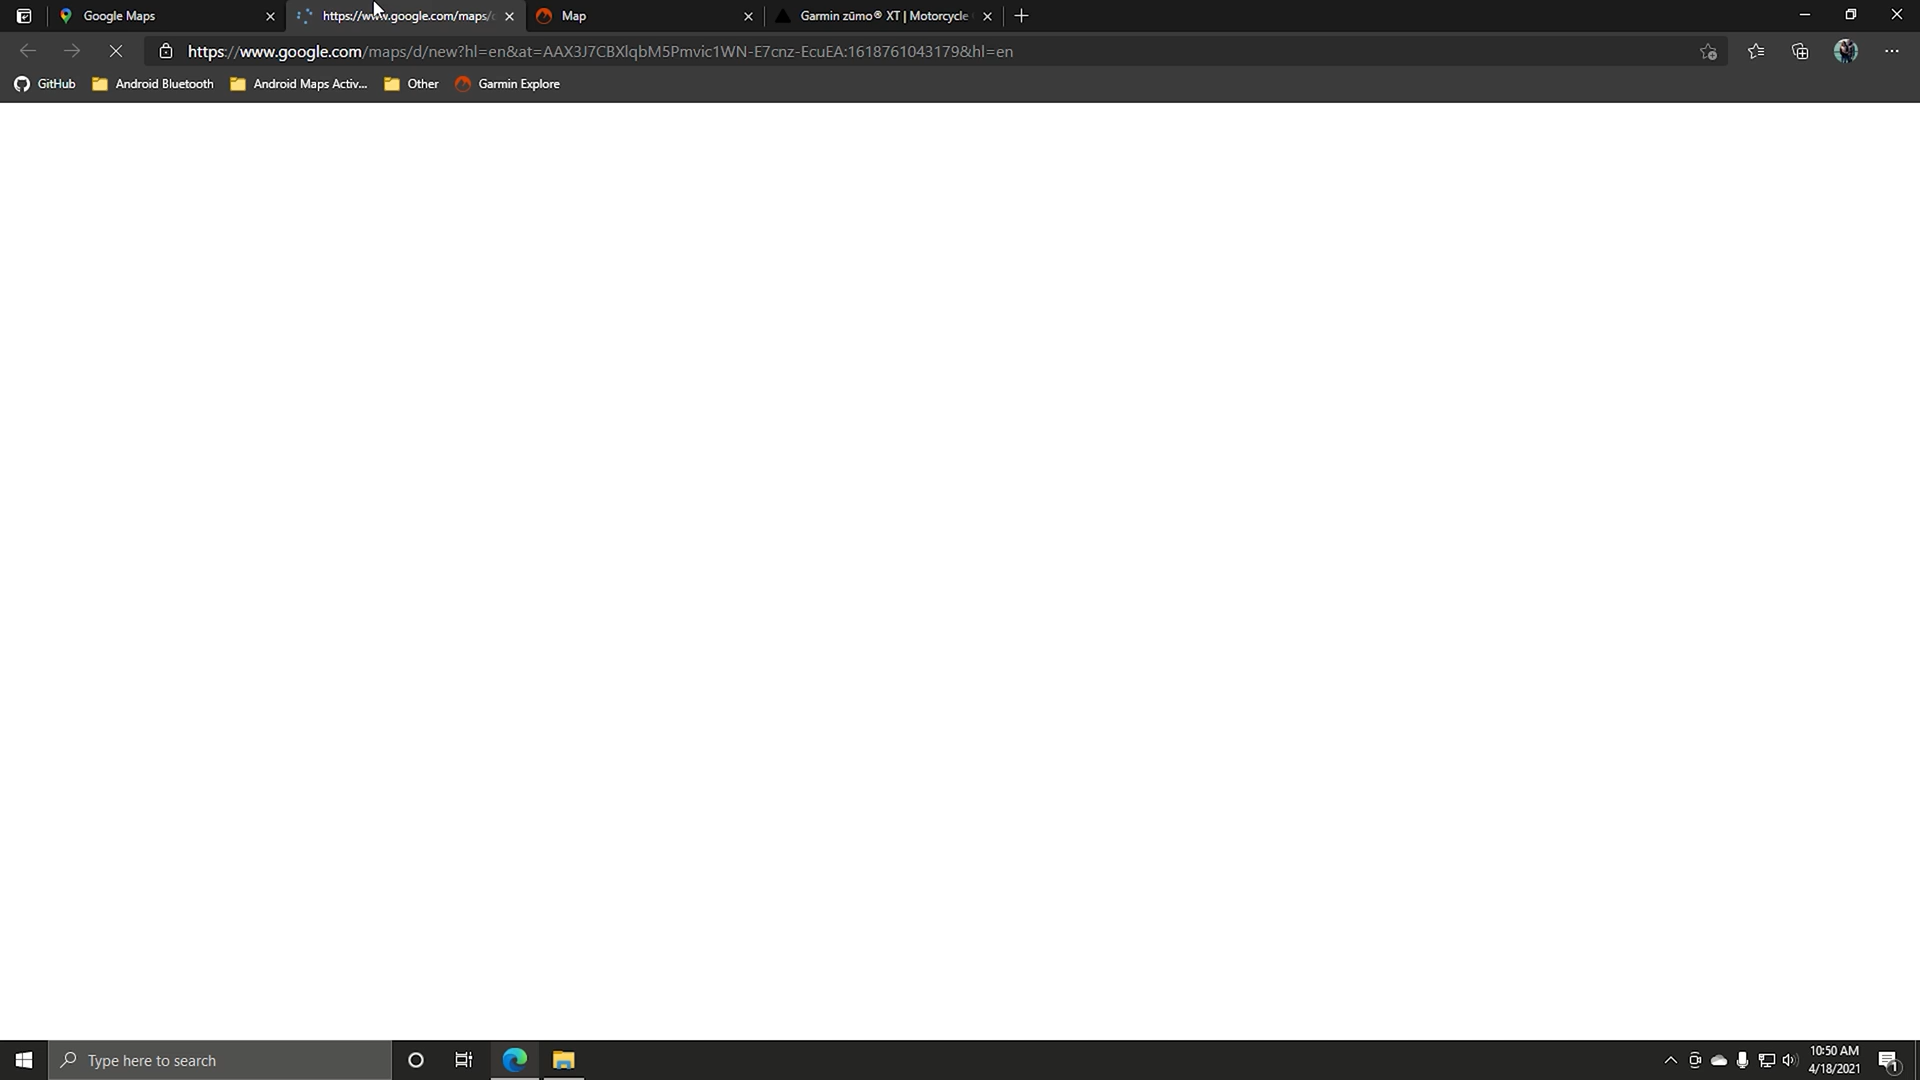 Google Maps
https://www.google.com/maps/
Map
Garmin zūmo® XT | Motorcycle
https://www.google.com/maps/d/new?hl=en&at=AAX3J7CBXlqbM5Pmvic1WN-E7cnz-EcuEA:1618761043179&hl=en
GitHub
Android Bluetooth
Android Maps Activ...
Other
Garmin Explore
Type here to search
10:50 AM
4/18/2021
1